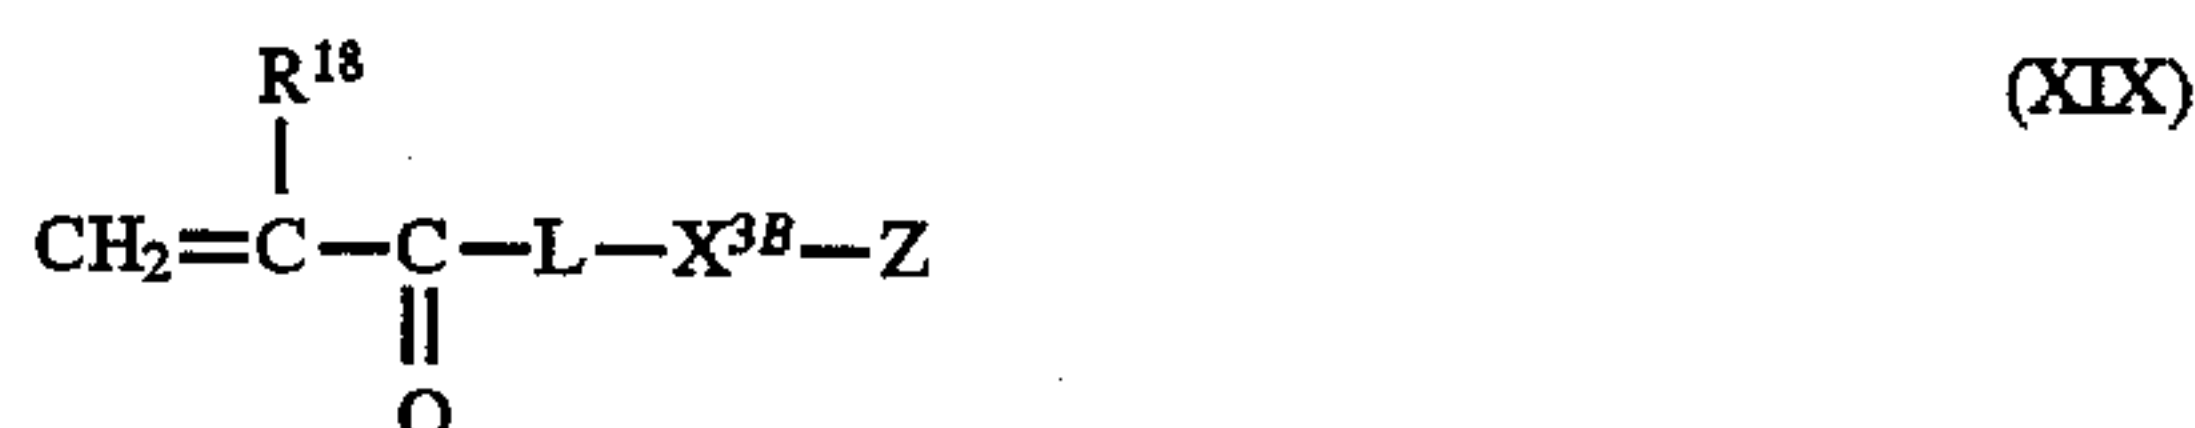 R¹⁸ (XIX)
CH₂=C—C—L—X³ᴮ—Z
O